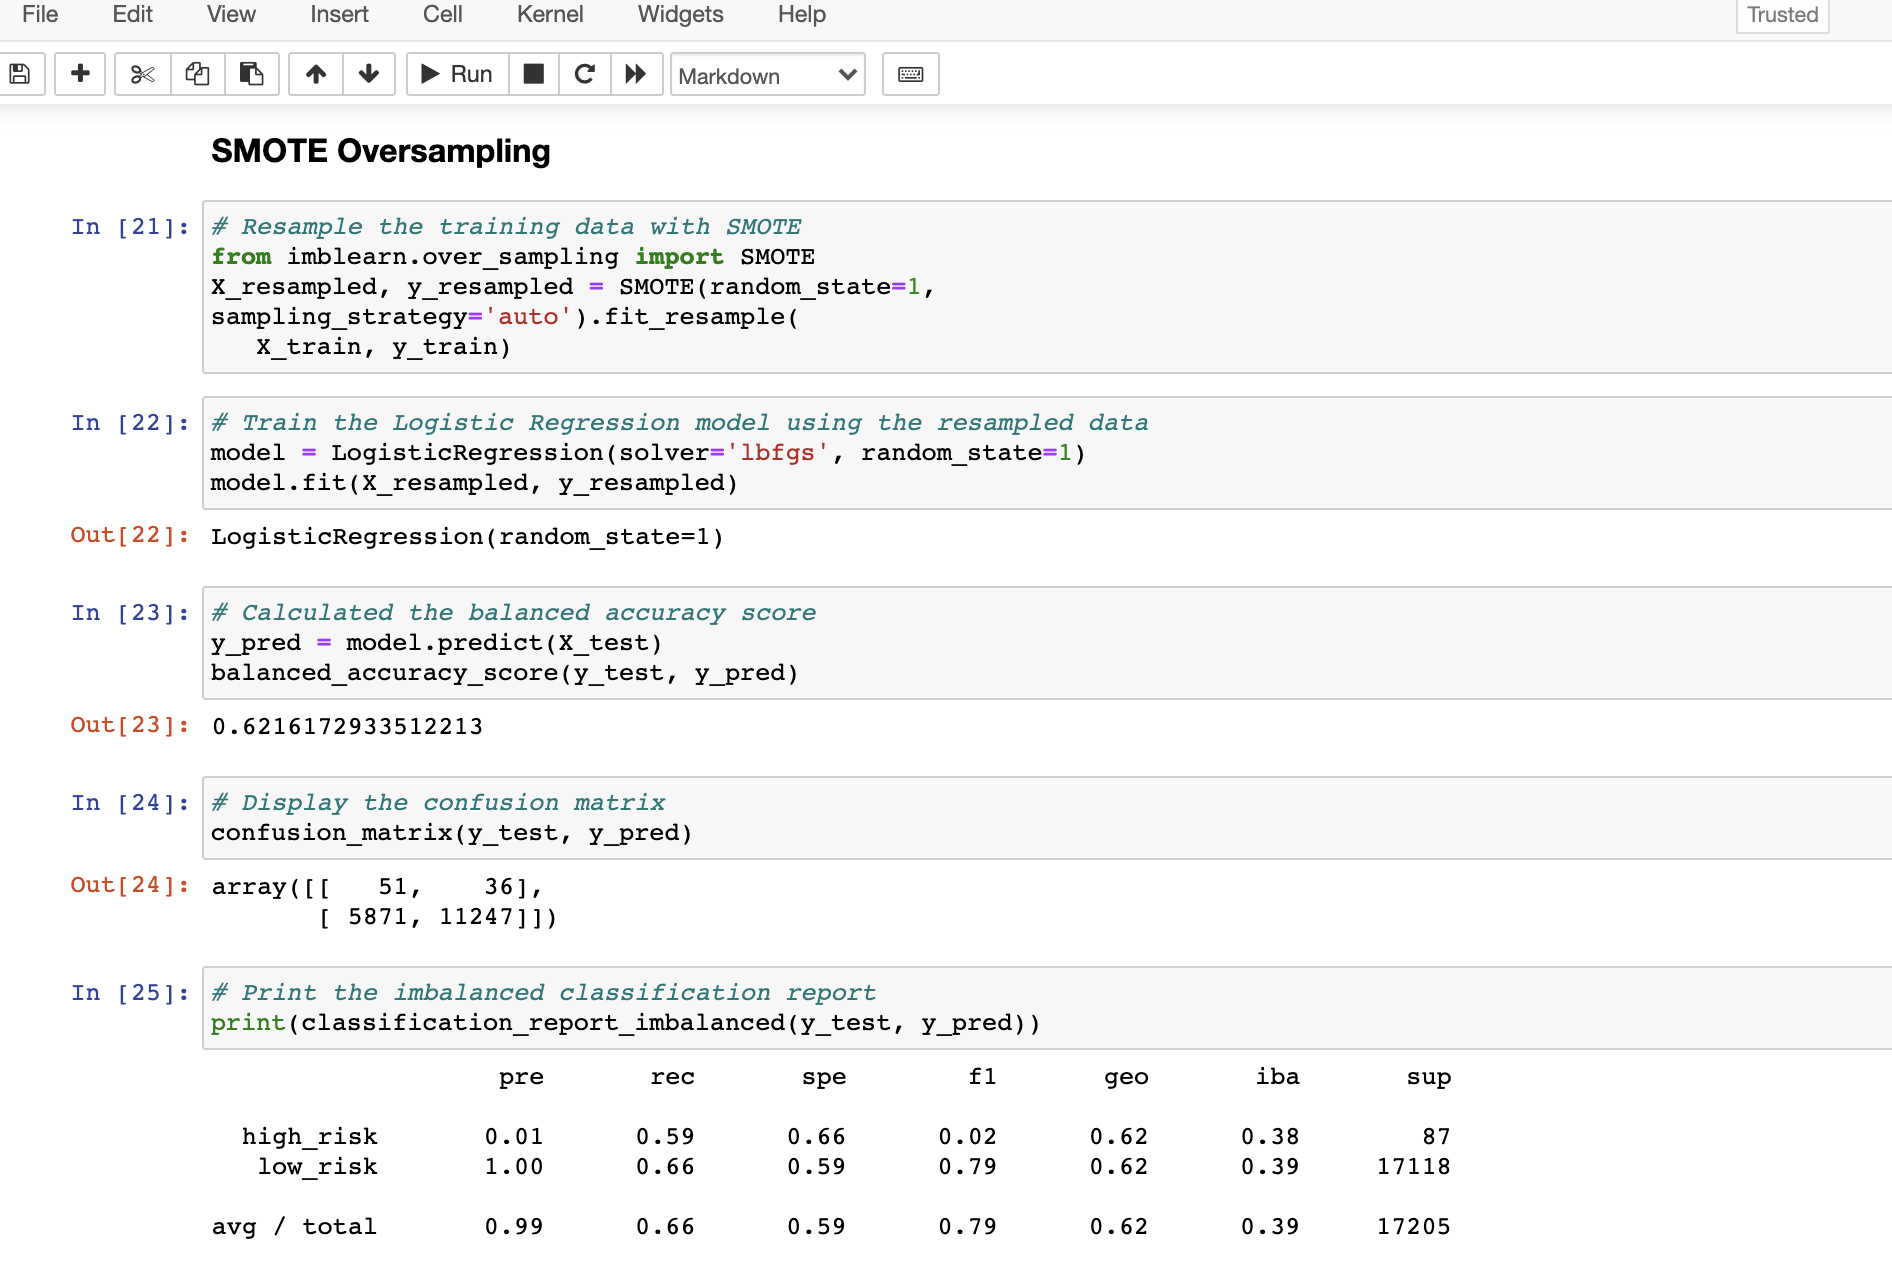 File Edit View Insert Cell Kernel Widgets Help Trusted
Run Markdown
SMOTE Oversampling
In [21]: # Resample the training data with SMOTE
from imblearn.over_sampling import SMOTE
X_resampled, y_resampled = SMOTE(random_state=1,
sampling_strategy='auto').fit_resample(
X_train, y_train)
In [22]: # Train the Logistic Regression model using the resampled data
model = LogisticRegression(solver='lbfgs', random_state=1)
model.fit(X_resampled, y_resampled)
Out[22]: LogisticRegression(random_state=1)
In [23]: # Calculated the balanced accuracy score
y_pred = model.predict(X_test)
balanced_accuracy_score(y_test, y_pred)
Out[23]: 0.6216172933512213
In [24]: # Display the confusion matrix
confusion_matrix(y_test, y_pred)
Out[24]: array([[   51,    36],
[ 5871, 11247]])
In [25]: # Print the imbalanced classification report
print(classification_report_imbalanced(y_test, y_pred))
pre rec spe f1 geo iba sup
high_risk 0.01 0.59 0.66 0.02 0.62 0.38 87
low_risk 1.00 0.66 0.59 0.79 0.62 0.39 17118
avg / total 0.99 0.66 0.59 0.79 0.62 0.39 17205